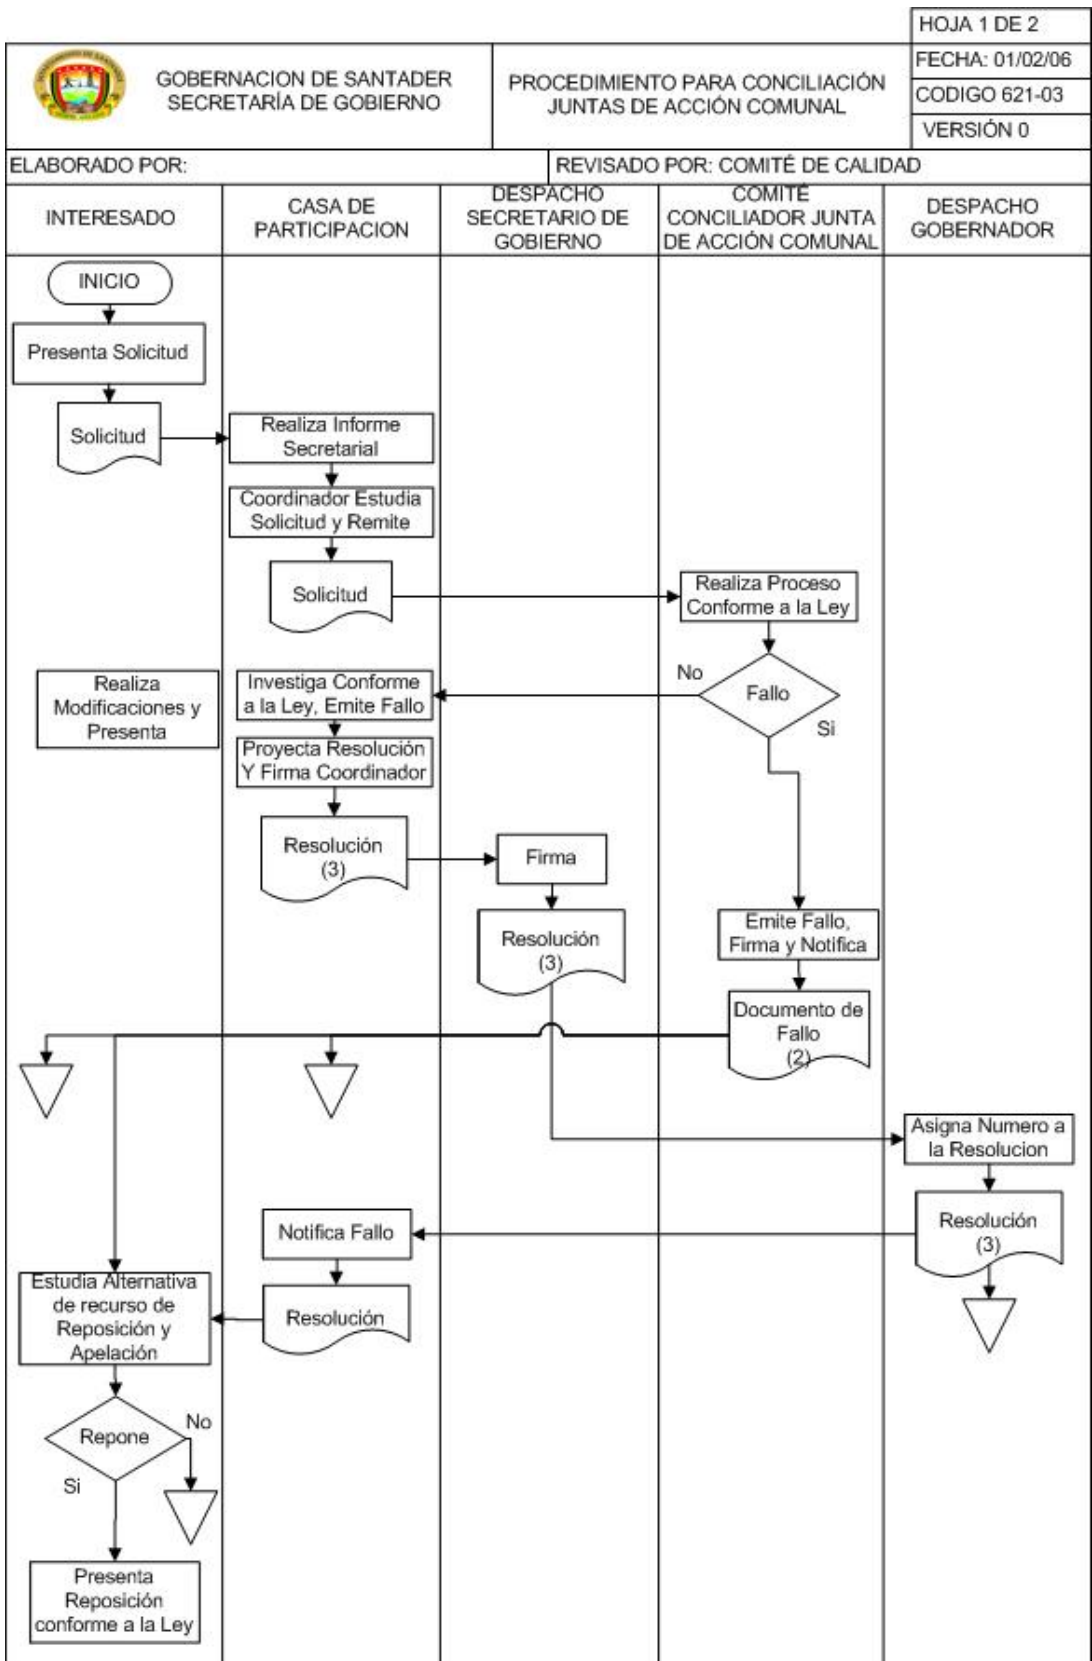 HOJA 1 DE 2
FECHA: 01/02/06
CODIGO 621-03
VERSIÓN 0
GOBERNACION DE SANTADER
SECRETARÍA DE GOBIERNO
PROCEDIMIENTO PARA CONCILIACIÓN
JUNTAS DE ACCIÓN COMUNAL
ELABORADO POR:
REVISADO POR: COMITÉ DE CALIDAD
INTERESADO
CASA DE
PARTICIPACION
DESPACHO
SECRETARIO DE
GOBIERNO
COMITÉ
CONCILIADOR JUNTA
DE ACCIÓN COMUNAL
DESPACHO
GOBERNADOR
INICIO
Presenta Solicitud
Solicitud
Realiza Informe
Secretarial
Coordinador Estudia
Solicitud y Remite
Solicitud
Realiza Proceso
Conforme a la Ley
Fallo
No
Si
Realiza
Modificaciones y
Presenta
Investiga Conforme
a la Ley, Emite Fallo
Proyecta Resolución
Y Firma Coordinador
Resolución
(3)
Firma
Resolución
(3)
Emite Fallo,
Firma y Notifica
Documento de
Fallo
(2)
Asigna Numero a
la Resolucion
Resolución
(3)
Notifica Fallo
Resolución
Estudia Alternativa
de recurso de
Reposición y
Apelación
Repone
No
Si
Presenta
Reposición
conforme a la Ley